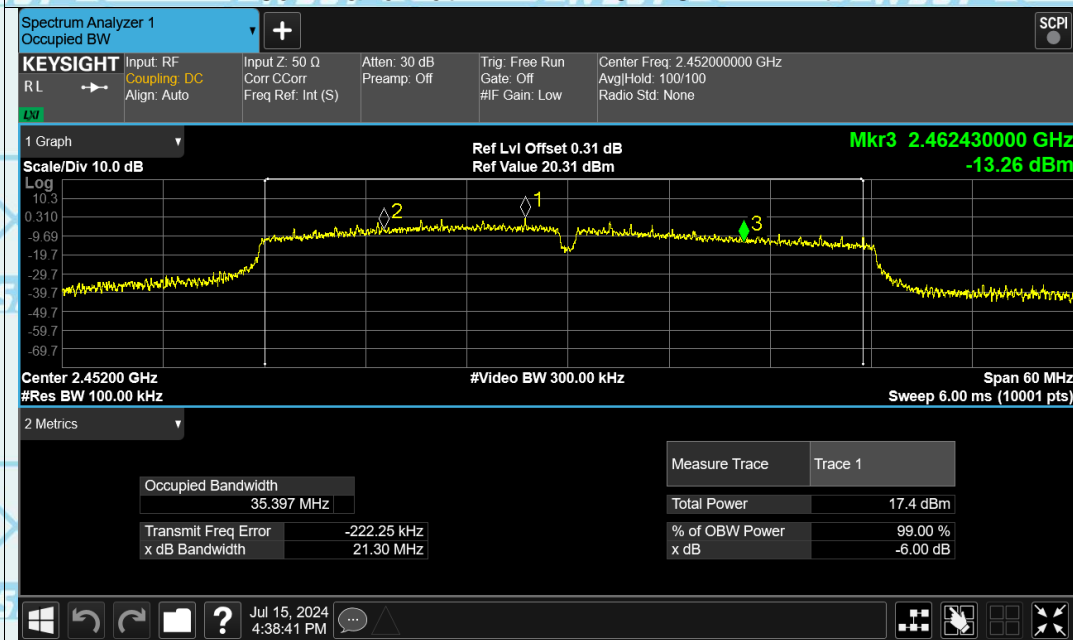 Spectrum Analyzer 1
Occupied BW
+
SCPI
KEYSIGHT
RL
LXI
Input: RF
Coupling: DC
Align: Auto
Input Z: 50 Ω
Corr CCorr
Freq Ref: Int (S)
Atten: 30 dB
Preamp: Off
Trig: Free Run
Gate: Off
#IF Gain: Low
Center Freq: 2.452000000 GHz
Avg|Hold: 100/100
Radio Std: None
1 Graph
Scale/Div 10.0 dB
Ref Lvl Offset 0.31 dB
Ref Value 20.31 dBm
Mkr3 2.462430000 GHz
-13.26 dBm
Log
10.3
0.310
-9.69
-19.7
-29.7
-39.7
-49.7
-59.7
-69.7
2
1
3
Center 2.45200 GHz
#Video BW 300.00 kHz
Span 60 MHz
#Res BW 100.00 kHz
Sweep 6.00 ms (10001 pts)
2 Metrics
Occupied Bandwidth
35.397 MHz
Transmit Freq Error -222.25 kHz
x dB Bandwidth 21.30 MHz
Measure Trace Trace 1
Total Power 17.4 dBm
% of OBW Power 99.00 %
x dB -6.00 dB
?
Jul 15, 2024
4:38:41 PM